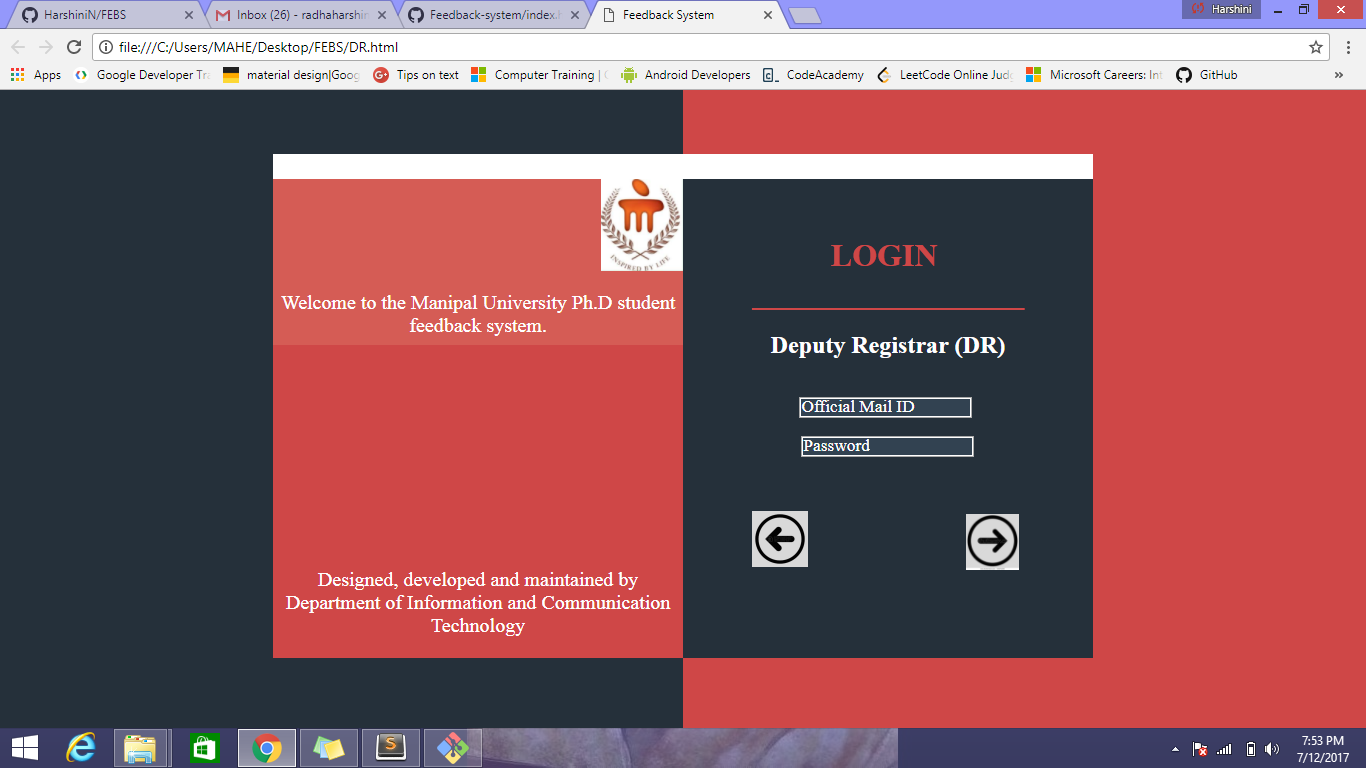 HarshiniN/FEBS
Inbox (26) - radhaharshin
Feedback-system/index.h
Feedback System
Harshini
file:///C:/Users/MAHE/Desktop/FEBS/DR.html
Apps
Google Developer Tra
material design|Goog
Tips on text
Computer Training |
Android Developers
CodeAcademy
LeetCode Online Judg
Microsoft Careers: Int
GitHub
»
INSPIRED BY LIFE
Welcome to the Manipal University Ph.D student
feedback system.
Designed, developed and maintained by
Department of Information and Communication
Technology
LOGIN
Deputy Registrar (DR)
Official Mail ID
Password
7:53 PM
7/12/2017